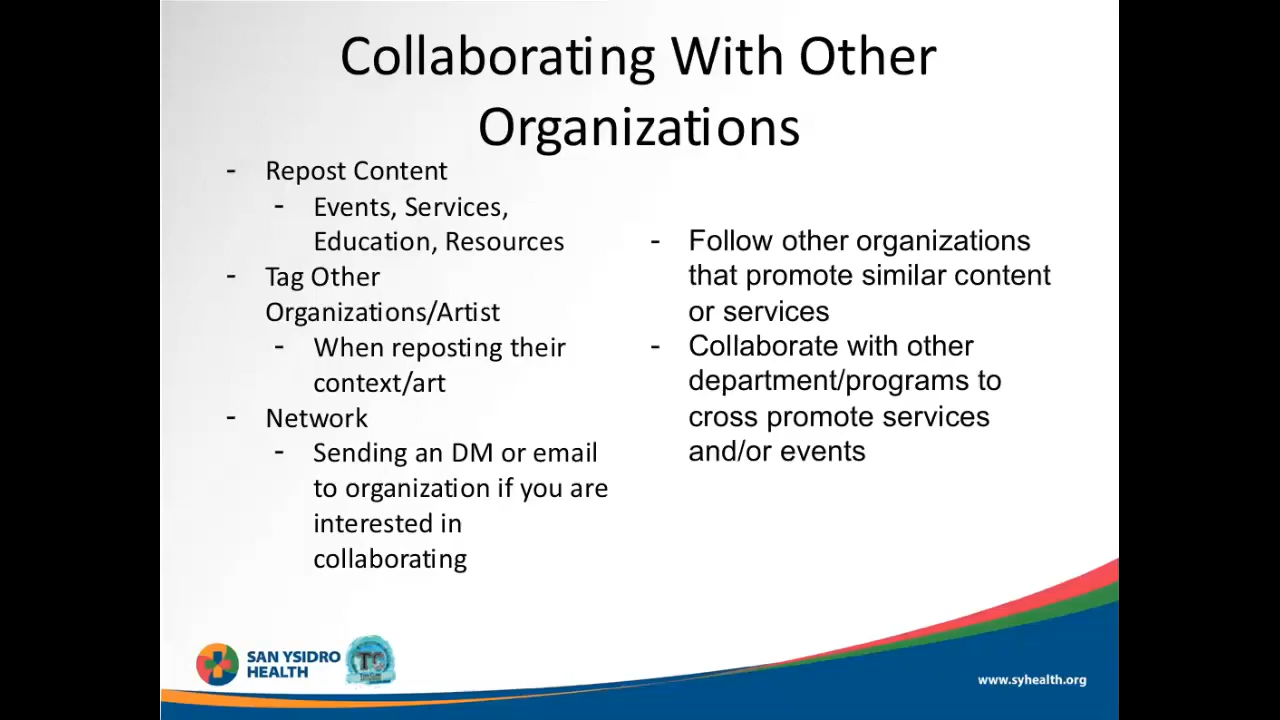 Collaborating With Other
Organizations
- Repost Content
- Events, Services,
Education, Resources
- Tag Other
Organizations/Artist
- When reposting their
context/art
- Network
- Sending an DM or email
to organization if you are
interested in
collaborating
- Follow other organizations
that promote similar content
or services
- Collaborate with other
department/programs to
cross promote services
and/or events
SAN YSIDRO
HEALTH
TC
www.syhealth.org